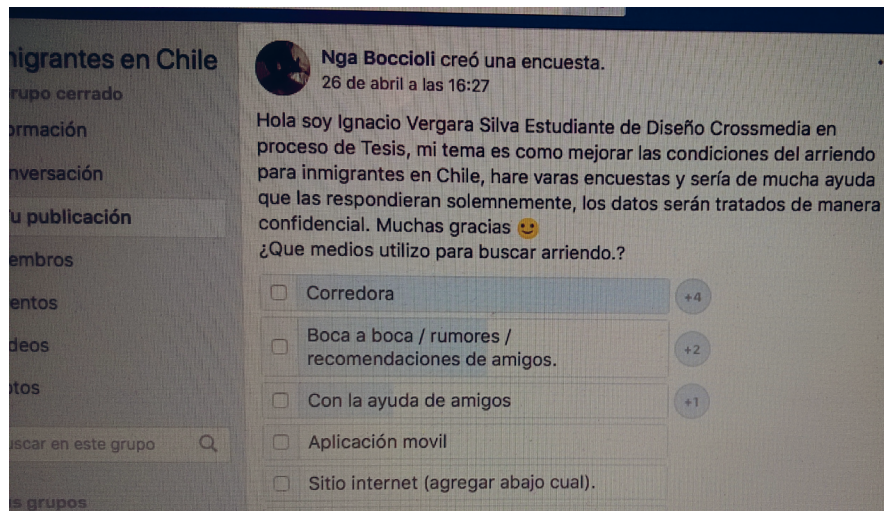 nigrantes en Chile
rupo cerrado
ormación
nversación
u publicación
embros
entos
deos
otos
uscar en este grupo
s grupos
Nga Boccioli creó una encuesta.
26 de abril a las 16:27
Hola soy Ignacio Vergara Silva Estudiante de Diseño Crossmedia en
proceso de Tesis, mi tema es como mejorar las condiciones del arriendo
para inmigrantes en Chile, hare varas encuestas y sería de mucha ayuda
que las respondieran solemnemente, los datos serán tratados de manera
confidencial. Muchas gracias 🙂
¿Que medios utilizo para buscar arriendo.?
Corredora
+4
Boca a boca / rumores /
recomendaciones de amigos.
+2
Con la ayuda de amigos
+1
Aplicación movil
Sitio internet (agregar abajo cual).